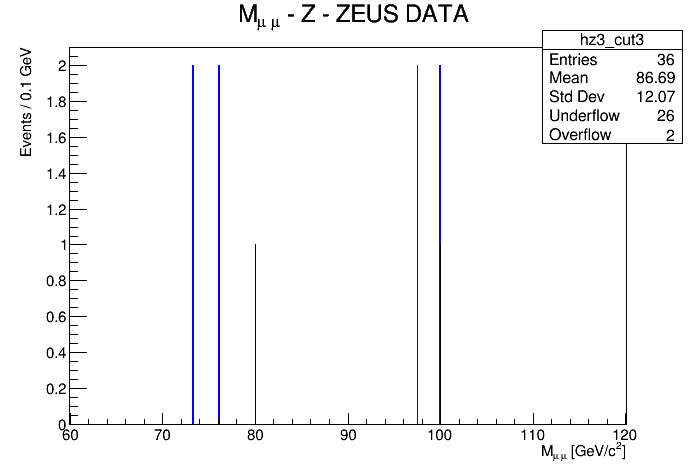 M_μ μ - Z - ZEUS DATA
hz3_cut3
Entries 36
Mean 86.69
Std Dev 12.07
Underflow 26
Overflow 2
Events / 0.1 GeV
2
1.8
1.6
1.4
1.2
1
0.8
0.6
0.4
0.2
0
60 70 80 90 100 110 120
M_μ μ [GeV/c²]